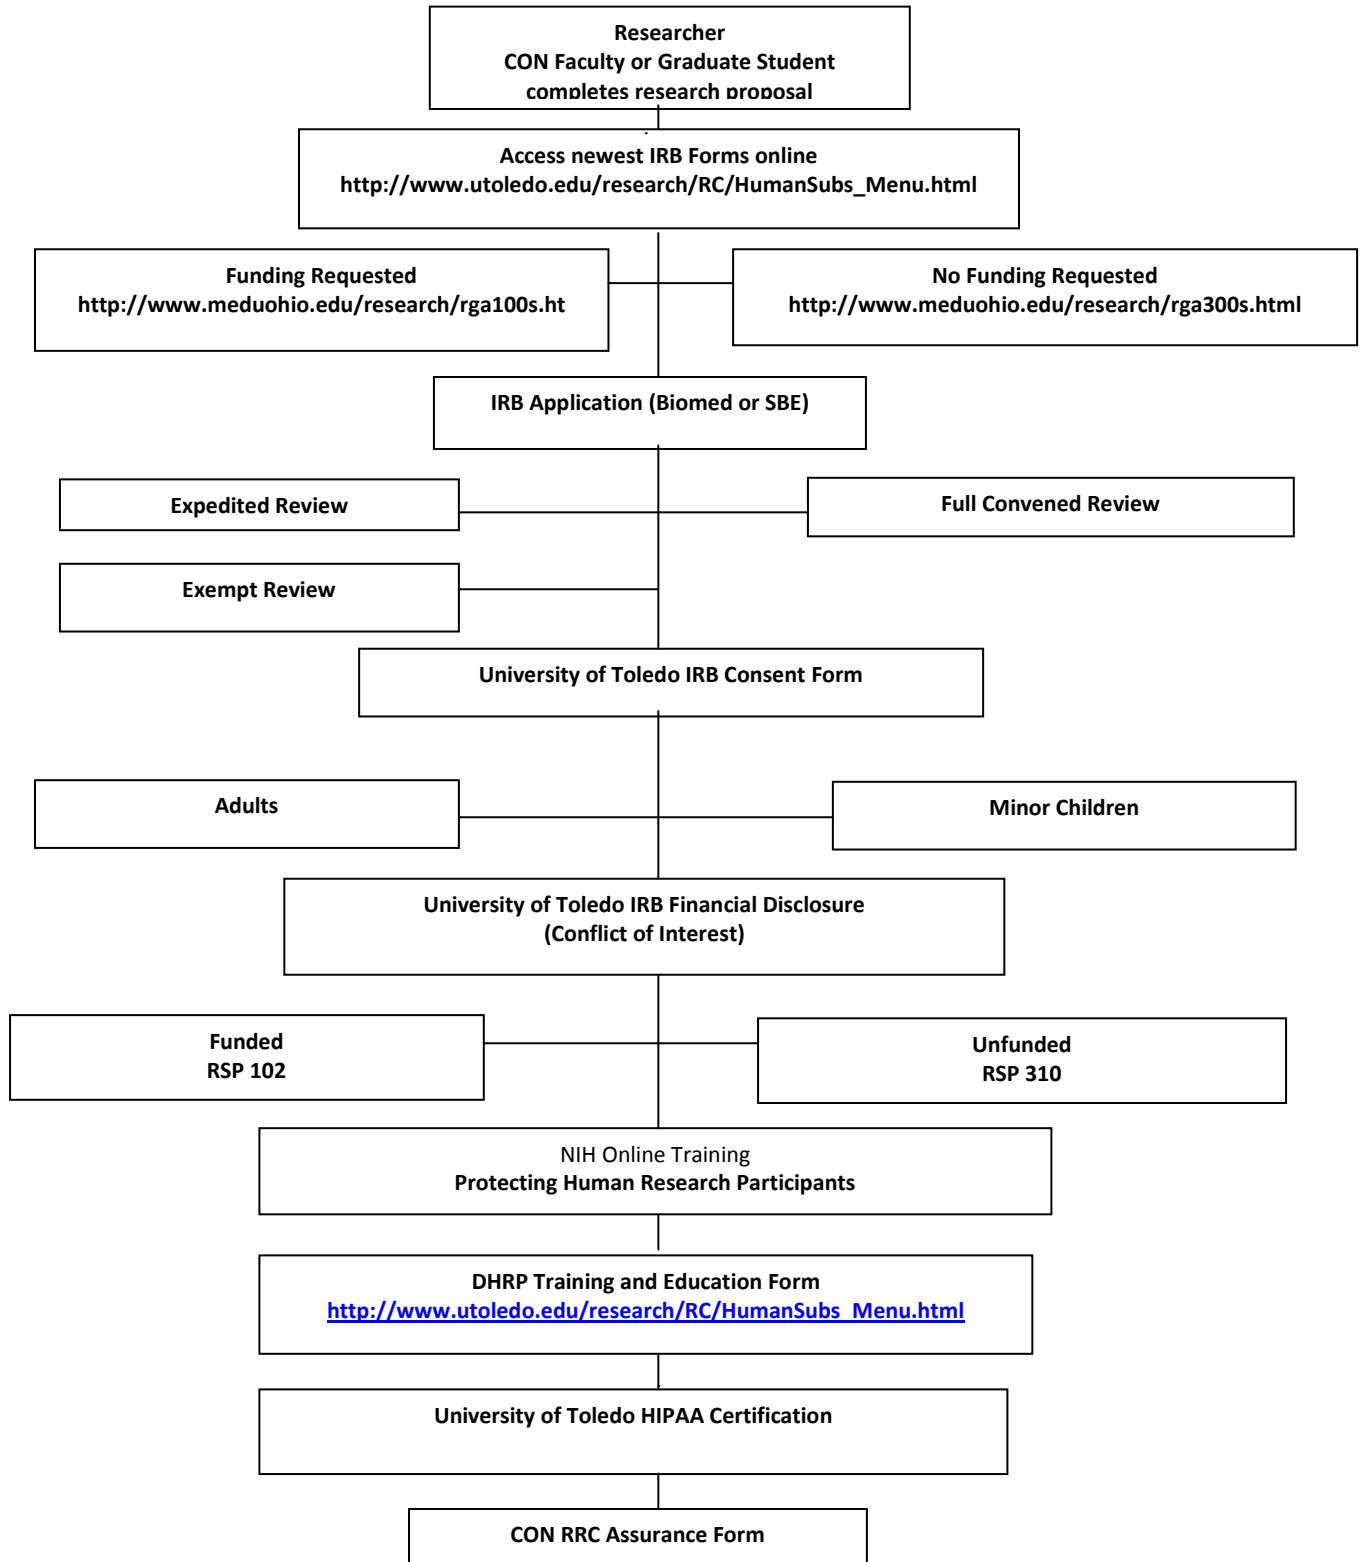 Researcher
CON Faculty or Graduate Student
completes research proposal
Access newest IRB Forms online
http://www.utoledo.edu/research/RC/HumanSubs_Menu.html
Funding Requested
http://www.meduohio.edu/research/rga100s.ht
No Funding Requested
http://www.meduohio.edu/research/rga300s.html
IRB Application (Biomed or SBE)
Expedited Review
Full Convened Review
Exempt Review
University of Toledo IRB Consent Form
Adults
Minor Children
University of Toledo IRB Financial Disclosure
(Conflict of Interest)
Funded
RSP 102
Unfunded
RSP 310
NIH Online Training
Protecting Human Research Participants
DHRP Training and Education Form
http://www.utoledo.edu/research/RC/HumanSubs_Menu.html
University of Toledo HIPAA Certification
CON RRC Assurance Form